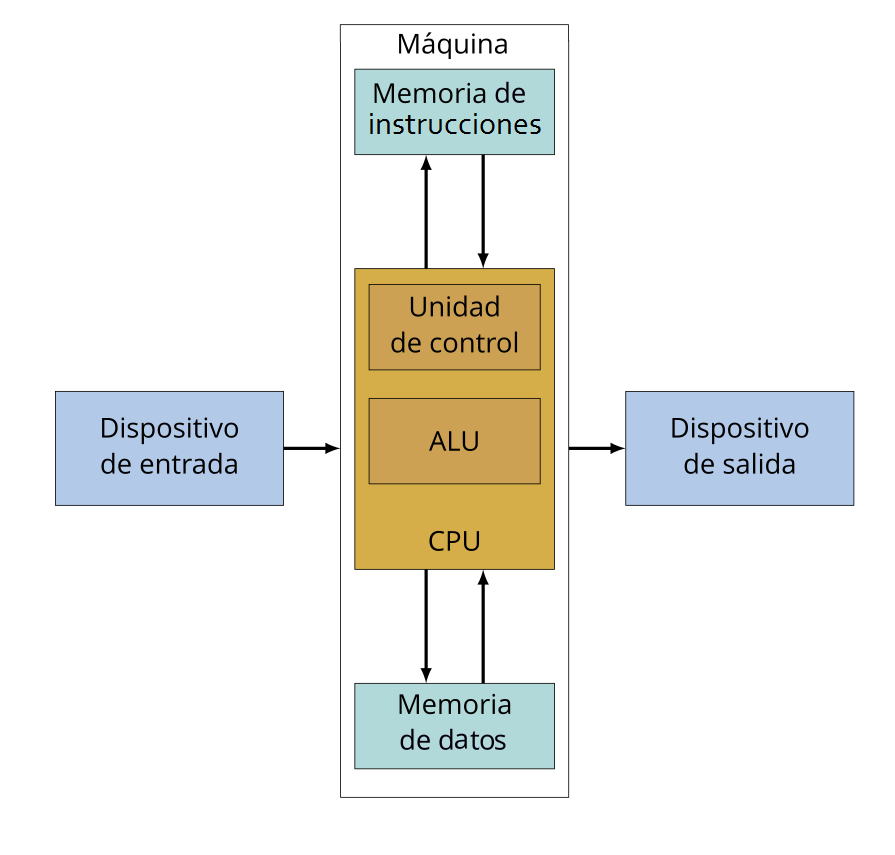 Máquina
Memoria de
instrucciones
Unidad
de control
Dispositivo
de entrada
ALU
Dispositivo
de salida
CPU
Memoria
de datos